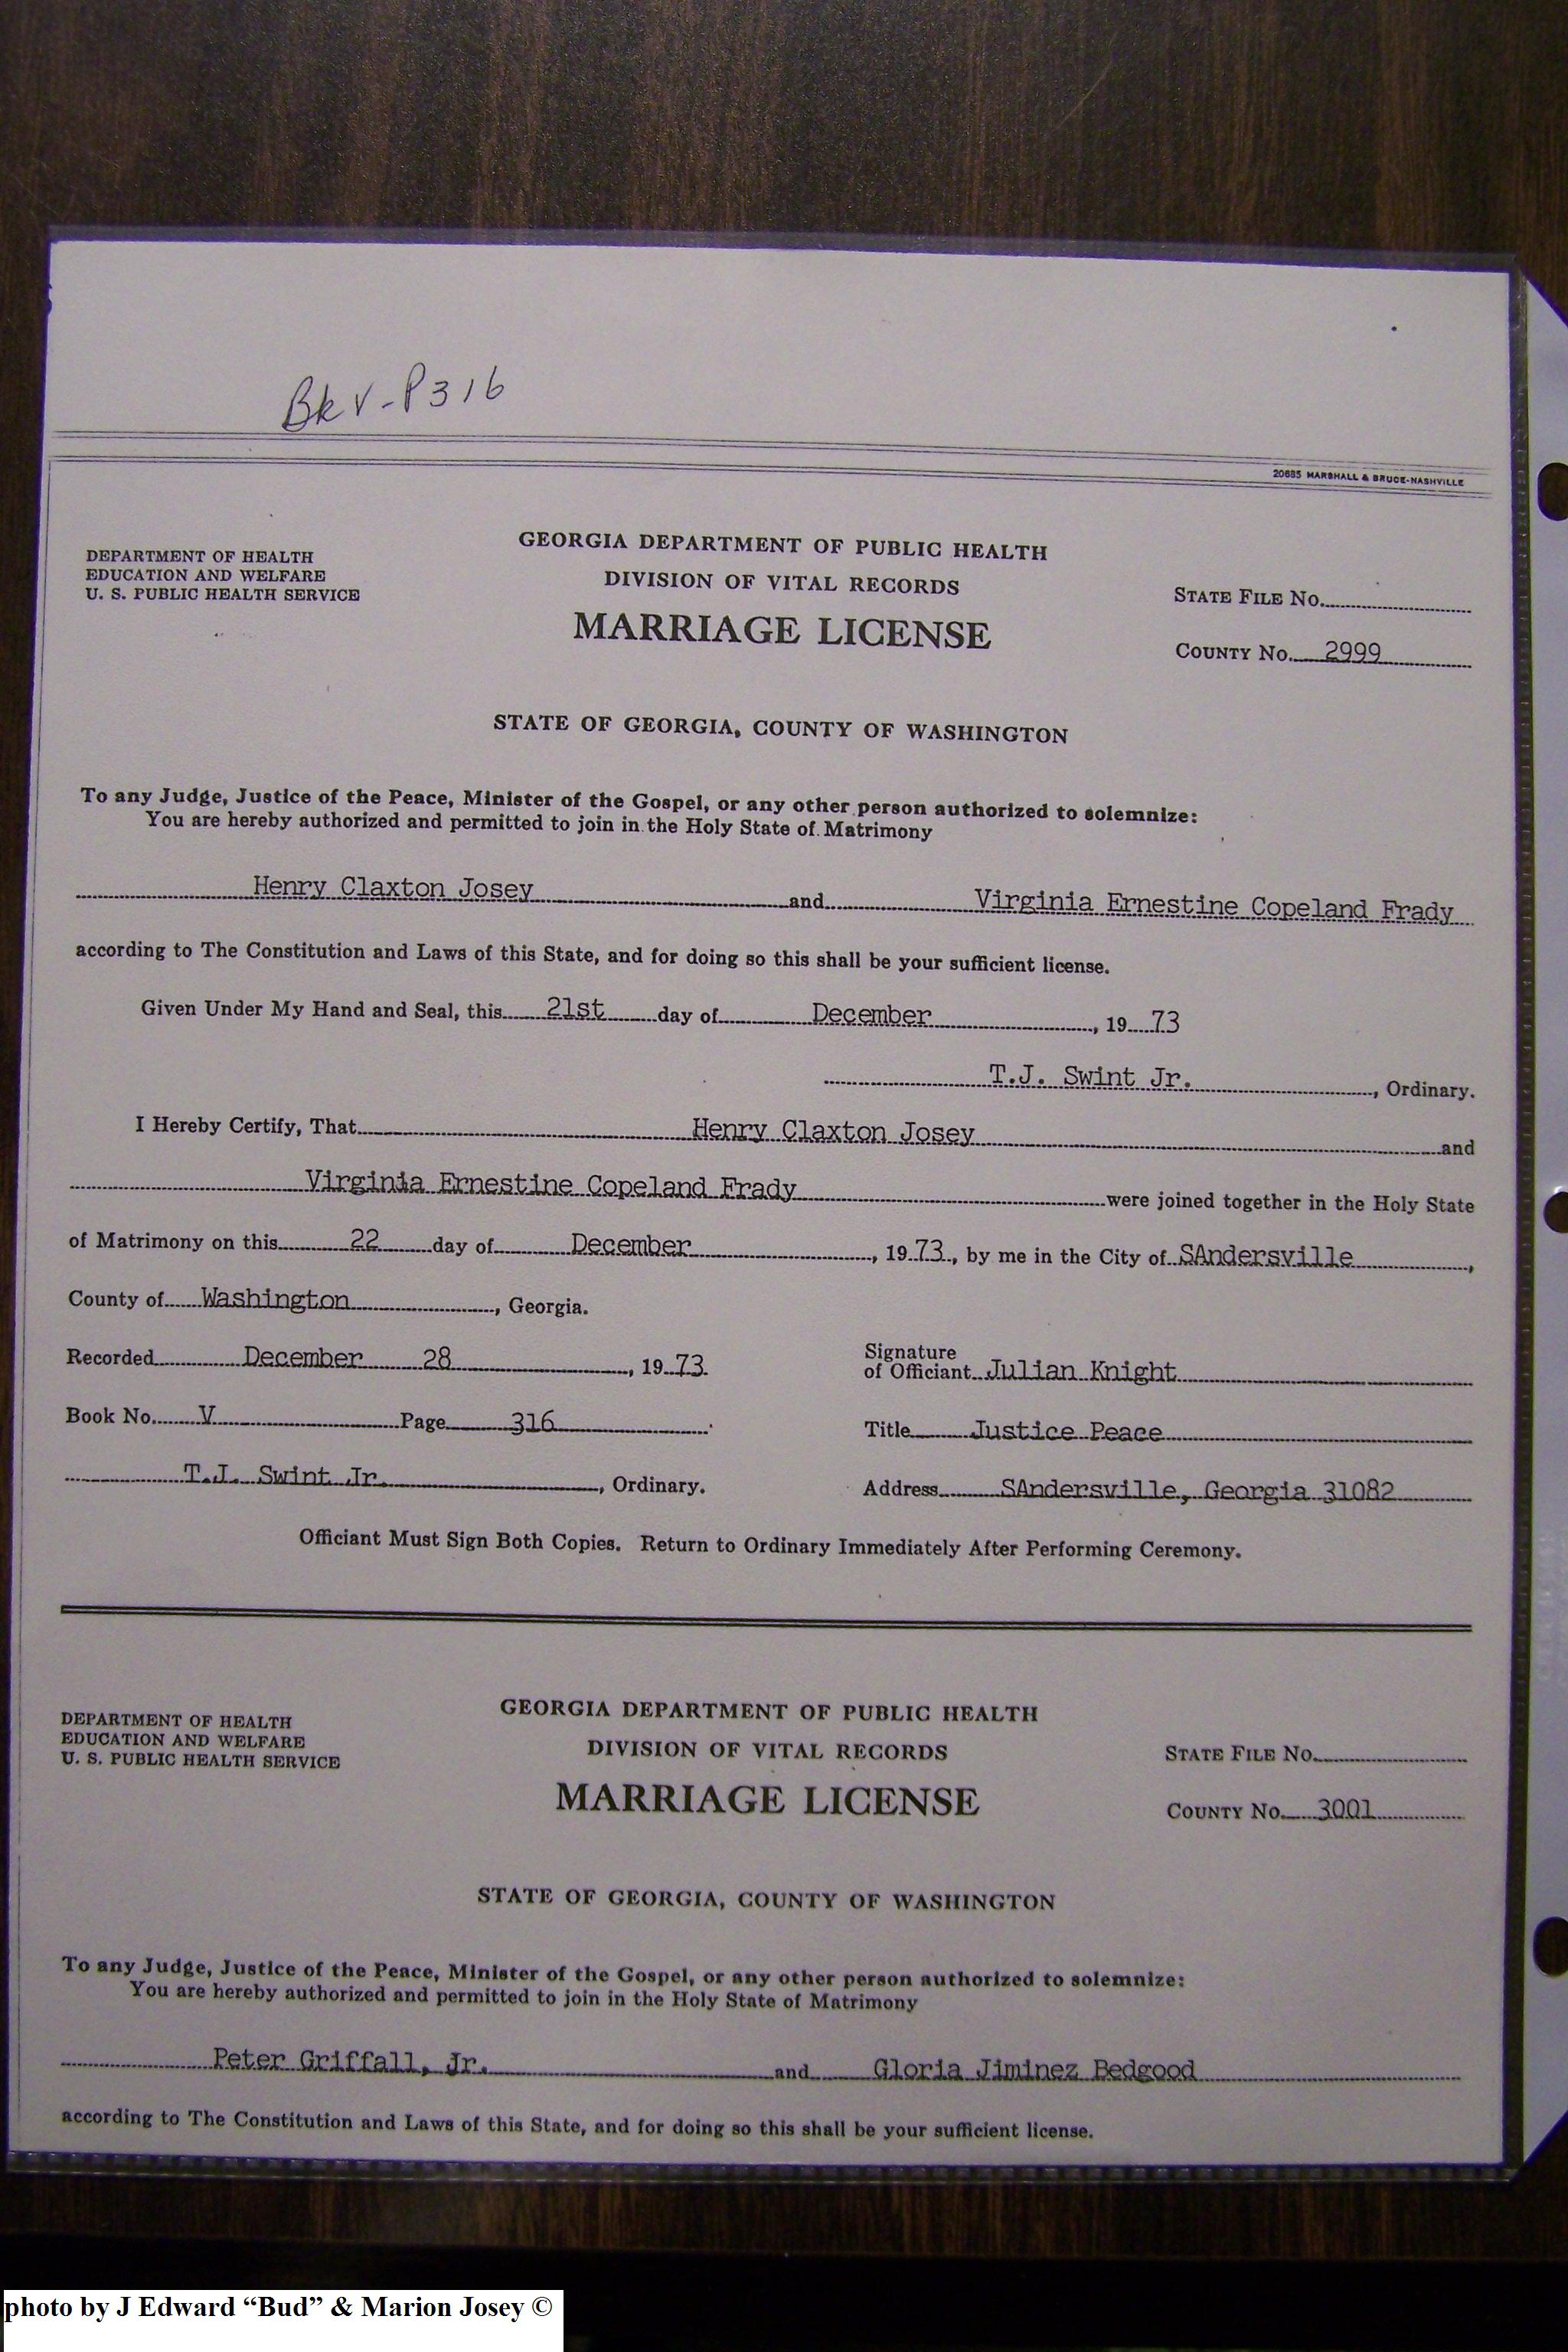 BkV-P316
20685 MARSHALL & BRUCE-NASHVILLE
DEPARTMENT OF HEALTH
EDUCATION AND WELFARE
U. S. PUBLIC HEALTH SERVICE
GEORGIA DEPARTMENT OF PUBLIC HEALTH
DIVISION OF VITAL RECORDS
MARRIAGE LICENSE
STATE FILE NO.
COUNTY NO. 2999
STATE OF GEORGIA, COUNTY OF WASHINGTON
To any Judge, Justice of the Peace, Minister of the Gospel, or any other person authorized to solemnize:
You are hereby authorized and permitted to join in the Holy State of Matrimony
Henry Claxton Josey and Virginia Ernestine Copeland Frady
according to The Constitution and Laws of this State, and for doing so this shall be your sufficient license.
Given Under My Hand and Seal, this 21st day of December, 19 73
T.J. Swint Jr., Ordinary.
I Hereby Certify, That Henry Claxton Josey and
Virginia Ernestine Copeland Frady were joined together in the Holy State
of Matrimony on this 22 day of December, 19 73, by me in the City of SAndersville,
County of Washington, Georgia.
Recorded December 28, 19 73.
Signature
of Officiant Julian Knight
Book No. V Page 316.
Title Justice Peace
T.J. Swint Jr., Ordinary.
Address SAndersville, Georgia 31082
Officiant Must Sign Both Copies. Return to Ordinary Immediately After Performing Ceremony.
DEPARTMENT OF HEALTH
EDUCATION AND WELFARE
U. S. PUBLIC HEALTH SERVICE
GEORGIA DEPARTMENT OF PUBLIC HEALTH
DIVISION OF VITAL RECORDS
MARRIAGE LICENSE
STATE FILE NO.
COUNTY NO. 3001
STATE OF GEORGIA, COUNTY OF WASHINGTON
To any Judge, Justice of the Peace, Minister of the Gospel, or any other person authorized to solemnize:
You are hereby authorized and permitted to join in the Holy State of Matrimony
Peter Griffall, Jr. and Gloria Jiminez Bedgood
according to The Constitution and Laws of this State, and for doing so this shall be your sufficient license.
photo by J Edward “Bud” & Marion Josey ©